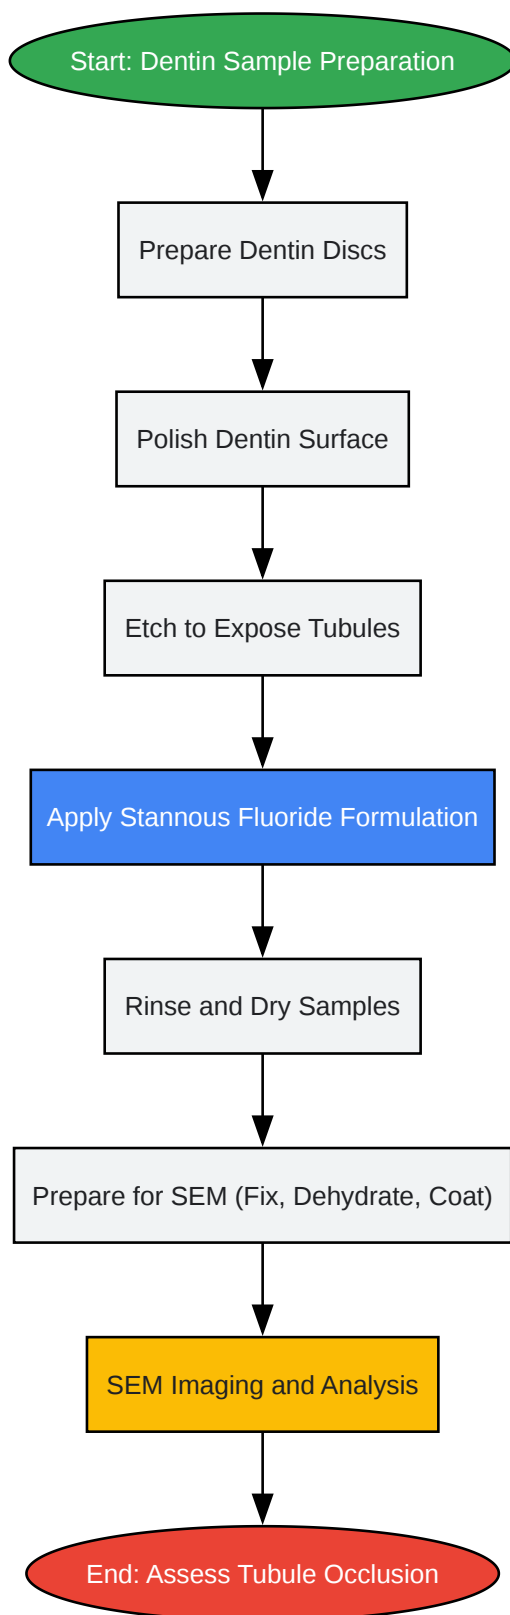 Start: Dentin Sample Preparation
Prepare Dentin Discs
Polish Dentin Surface
Etch to Expose Tubules
Apply Stannous Fluoride Formulation
Rinse and Dry Samples
Prepare for SEM (Fix, Dehydrate, Coat)
SEM Imaging and Analysis
End: Assess Tubule Occlusion